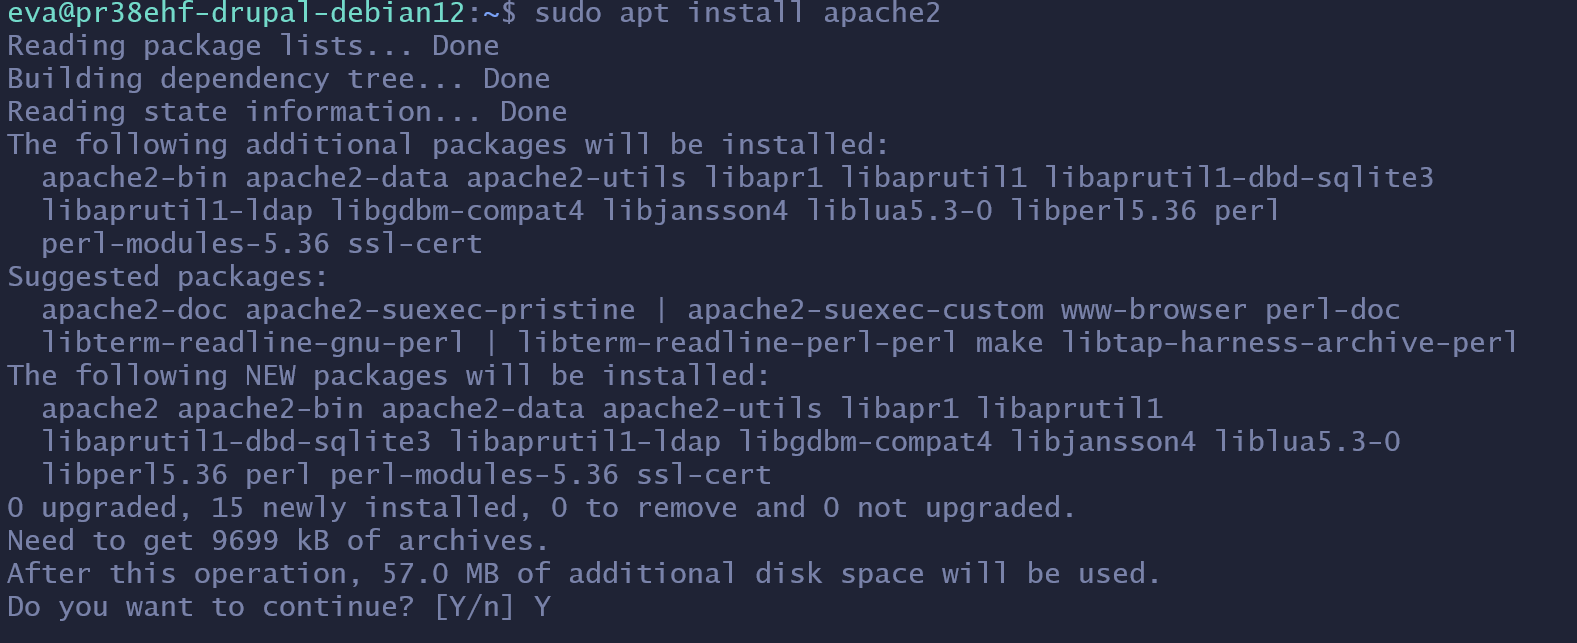 eva@pr38ehf-drupal-debian12:~$ sudo apt install apache2
Reading package lists... Done
Building dependency tree... Done
Reading state information... Done
The following additional packages will be installed:
  apache2-bin apache2-data apache2-utils libapr1 libaprutil1 libaprutil1-dbd-sqlite3
  libaprutil1-ldap libgdbm-compat4 libjansson4 liblua5.3-0 libperl5.36 perl
  perl-modules-5.36 ssl-cert
Suggested packages:
  apache2-doc apache2-suexec-pristine | apache2-suexec-custom www-browser perl-doc
  libterm-readline-gnu-perl | libterm-readline-perl-perl make libtap-harness-archive-perl
The following NEW packages will be installed:
  apache2 apache2-bin apache2-data apache2-utils libapr1 libaprutil1
  libaprutil1-dbd-sqlite3 libaprutil1-ldap libgdbm-compat4 libjansson4 liblua5.3-0
  libperl5.36 perl perl-modules-5.36 ssl-cert
0 upgraded, 15 newly installed, 0 to remove and 0 not upgraded.
Need to get 9699 kB of archives.
After this operation, 57.0 MB of additional disk space will be used.
Do you want to continue? [Y/n] Y